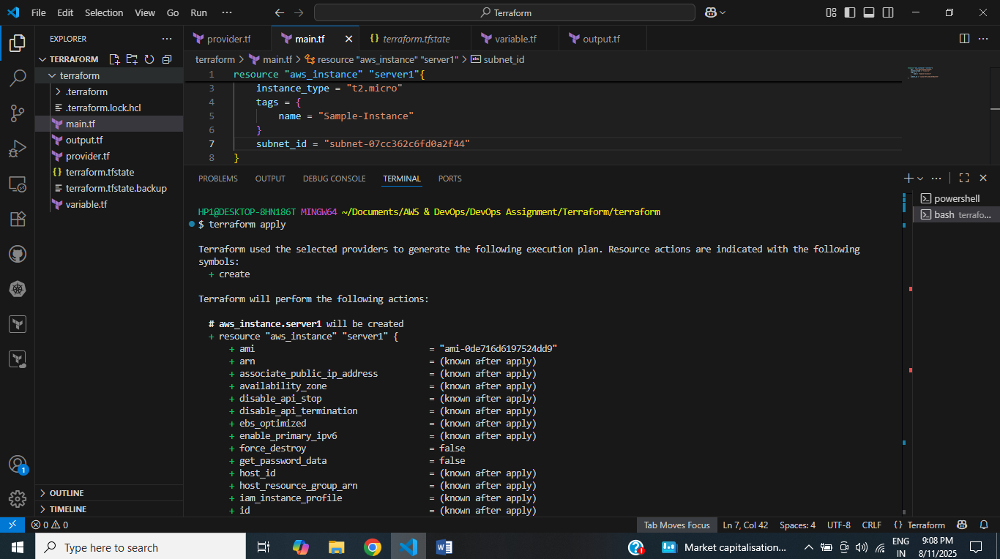 File Edit Selection View Go Run ···
Terraform
EXPLORER
TERRAFORM
terraform
.terraform
.terraform.lock.hcl
main.tf
output.tf
provider.tf
terraform.tfstate
terraform.tfstate.backup
variable.tf
OUTLINE
TIMELINE
provider.tf main.tf terraform.tfstate variable.tf output.tf
terraform > main.tf > resource "aws_instance" "server1" > subnet_id
1 resource "aws_instance" "server1"{
3 instance_type = "t2.micro"
4 tags = {
5 name = "Sample-Instance"
6 }
7 subnet_id = "subnet-07cc362c6fd0a2f44"
8 }
PROBLEMS OUTPUT DEBUG CONSOLE TERMINAL PORTS
powershell
bash terrafo...
HP1@DESKTOP-8HN186T MINGW64 ~/Documents/AWS & DevOps/DevOps Assignment/Terraform/terraform
$ terraform apply
Terraform used the selected providers to generate the following execution plan. Resource actions are indicated with the following
symbols:
+ create
Terraform will perform the following actions:
# aws_instance.server1 will be created
+ resource "aws_instance" "server1" {
+ ami = "ami-0de716d6197524dd9"
+ arn = (known after apply)
+ associate_public_ip_address = (known after apply)
+ availability_zone = (known after apply)
+ disable_api_stop = (known after apply)
+ disable_api_termination = (known after apply)
+ ebs_optimized = (known after apply)
+ enable_primary_ipv6 = (known after apply)
+ force_destroy = false
+ get_password_data = false
+ host_id = (known after apply)
+ host_resource_group_arn = (known after apply)
+ iam_instance_profile = (known after apply)
+ id = (known after apply)
1
0 0
Tab Moves Focus Ln 7, Col 42 Spaces: 4 UTF-8 CRLF {} Terraform
Type here to search
Market capitalisation...
ENG
IN
9:08 PM
8/11/2025